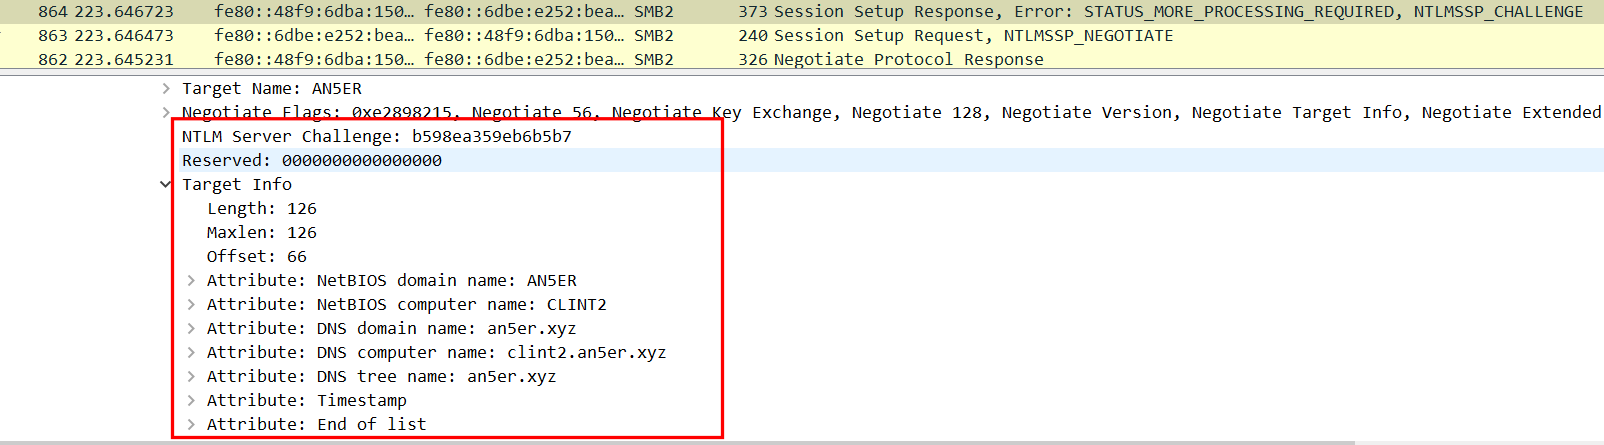 864 223.646723 fe80::48f9:6dba:150… fe80::6dbe:e252:bea… SMB2 373 Session Setup Response, Error: STATUS_MORE_PROCESSING_REQUIRED, NTLMSSP_CHALLENGE
863 223.646473 fe80::6dbe:e252:bea… fe80::48f9:6dba:150… SMB2 240 Session Setup Request, NTLMSSP_NEGOTIATE
862 223.645231 fe80::48f9:6dba:150… fe80::6dbe:e252:bea… SMB2 326 Negotiate Protocol Response
Target Name: AN5ER
Negotiate Flags: 0xe2898215, Negotiate 56, Negotiate Key Exchange, Negotiate 128, Negotiate Version, Negotiate Target Info, Negotiate Extended
NTLM Server Challenge: b598ea359eb6b5b7
Reserved: 0000000000000000
Target Info
Length: 126
Maxlen: 126
Offset: 66
Attribute: NetBIOS domain name: AN5ER
Attribute: NetBIOS computer name: CLINT2
Attribute: DNS domain name: an5er.xyz
Attribute: DNS computer name: clint2.an5er.xyz
Attribute: DNS tree name: an5er.xyz
Attribute: Timestamp
Attribute: End of list